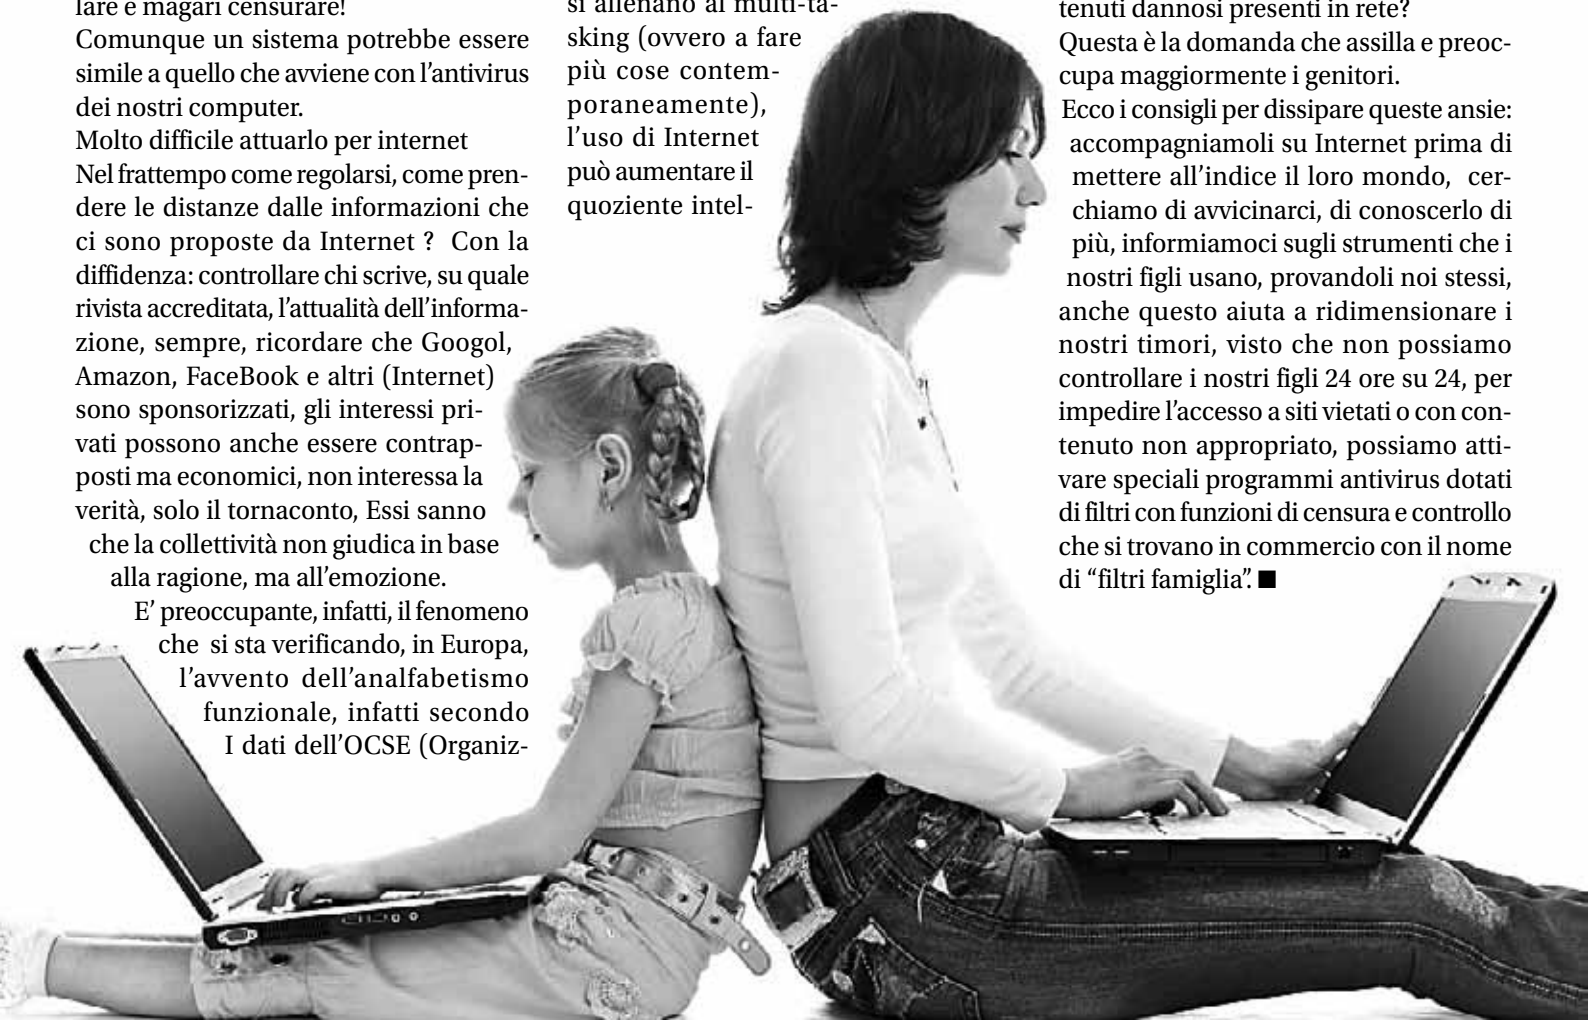 lare e magari censurare!
Comunque un sistema potrebbe essere
simile a quello che avviene con l'antivirus
dei nostri computer.
Molto difficile attuarlo per internet
Nel frattempo come regolarsi, come pren-
dere le distanze dalle informazioni che
ci sono proposte da Internet ? Con la
diffidenza: controllare chi scrive, su quale
rivista accreditata, l'attualità dell'informa-
zione, sempre, ricordare che Googol,
Amazon, FaceBook e altri (Internet)
sono sponsorizzati, gli interessi pri-
vati possono anche essere contrap-
posti ma economici, non interessa la
verità, solo il tornaconto, Essi sanno
che la collettività non giudica in base
alla ragione, ma all'emozione.
E' preoccupante, infatti, il fenomeno
che si sta verificando, in Europa,
l'avvento dell'analfabetismo
funzionale, infatti secondo
I dati dell'OCSE (Organiz-
si allenano al multi-ta-
sking (ovvero a fare
più cose contem-
poraneamente),
l'uso di Internet
può aumentare il
quoziente intel-
tenuti dannosi presenti in rete?
Questa è la domanda che assilla e preoc-
cupa maggiormente i genitori.
Ecco i consigli per dissipare queste ansie:
accompagniamoli su Internet prima di
mettere all'indice il loro mondo, cer-
chiamo di avvicinarci, di conoscerlo di
più, informiamoci sugli strumenti che i
nostri figli usano, provandoli noi stessi,
anche questo aiuta a ridimensionare i
nostri timori, visto che non possiamo
controllare i nostri figli 24 ore su 24, per
impedire l'accesso a siti vietati o con con-
tenuto non appropriato, possiamo atti-
vare speciali programmi antivirus dotati
di filtri con funzioni di censura e controllo
che si trovano in commercio con il nome
di “filtri famiglia”. ■